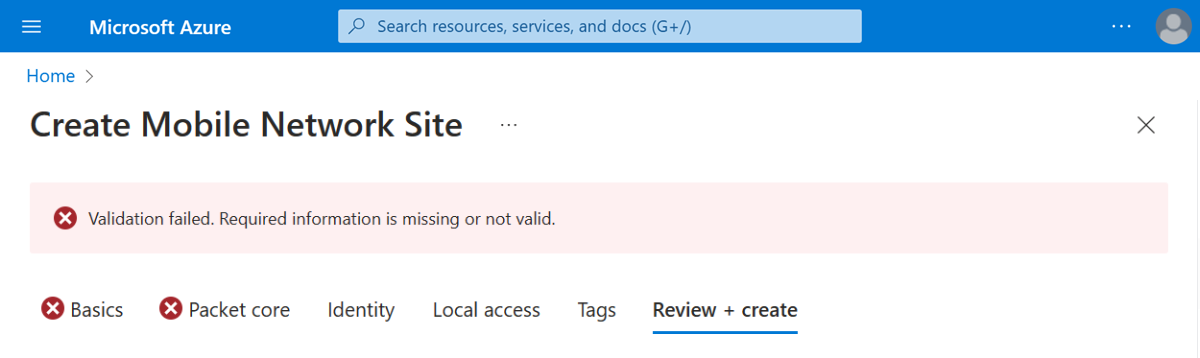 Microsoft Azure
Search resources, services, and docs (G+/)
...
Home >
Create Mobile Network Site ...
Validation failed. Required information is missing or not valid.
Basics Packet core Identity Local access Tags Review + create